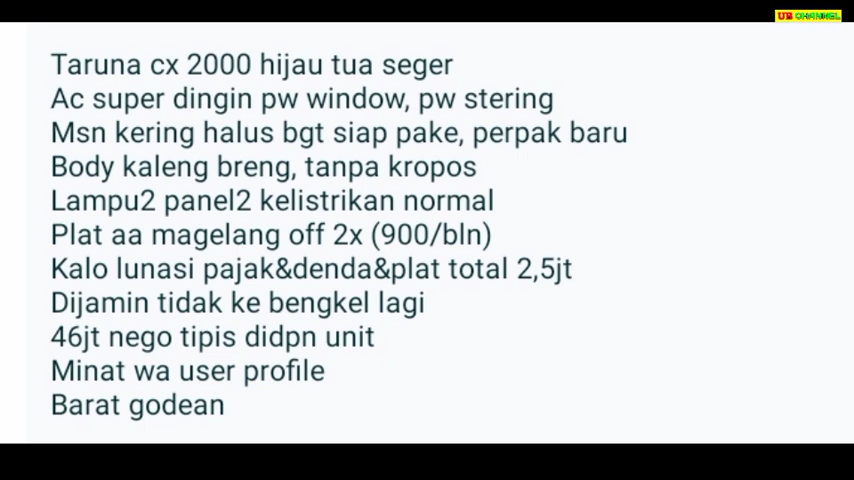 UB CHANNEL
Taruna cx 2000 hijau tua seger
Ac super dingin pw window, pw stering
Msn kering halus bgt siap pake, perpak baru
Body kaleng breng, tanpa kropos
Lampu2 panel2 kelistrikan normal
Plat aa magelang off 2x (900/bln)
Kalo lunasi pajak&denda&plat total 2,5jt
Dijamin tidak ke bengkel lagi
46jt nego tipis didpn unit
Minat wa user profile
Barat godean